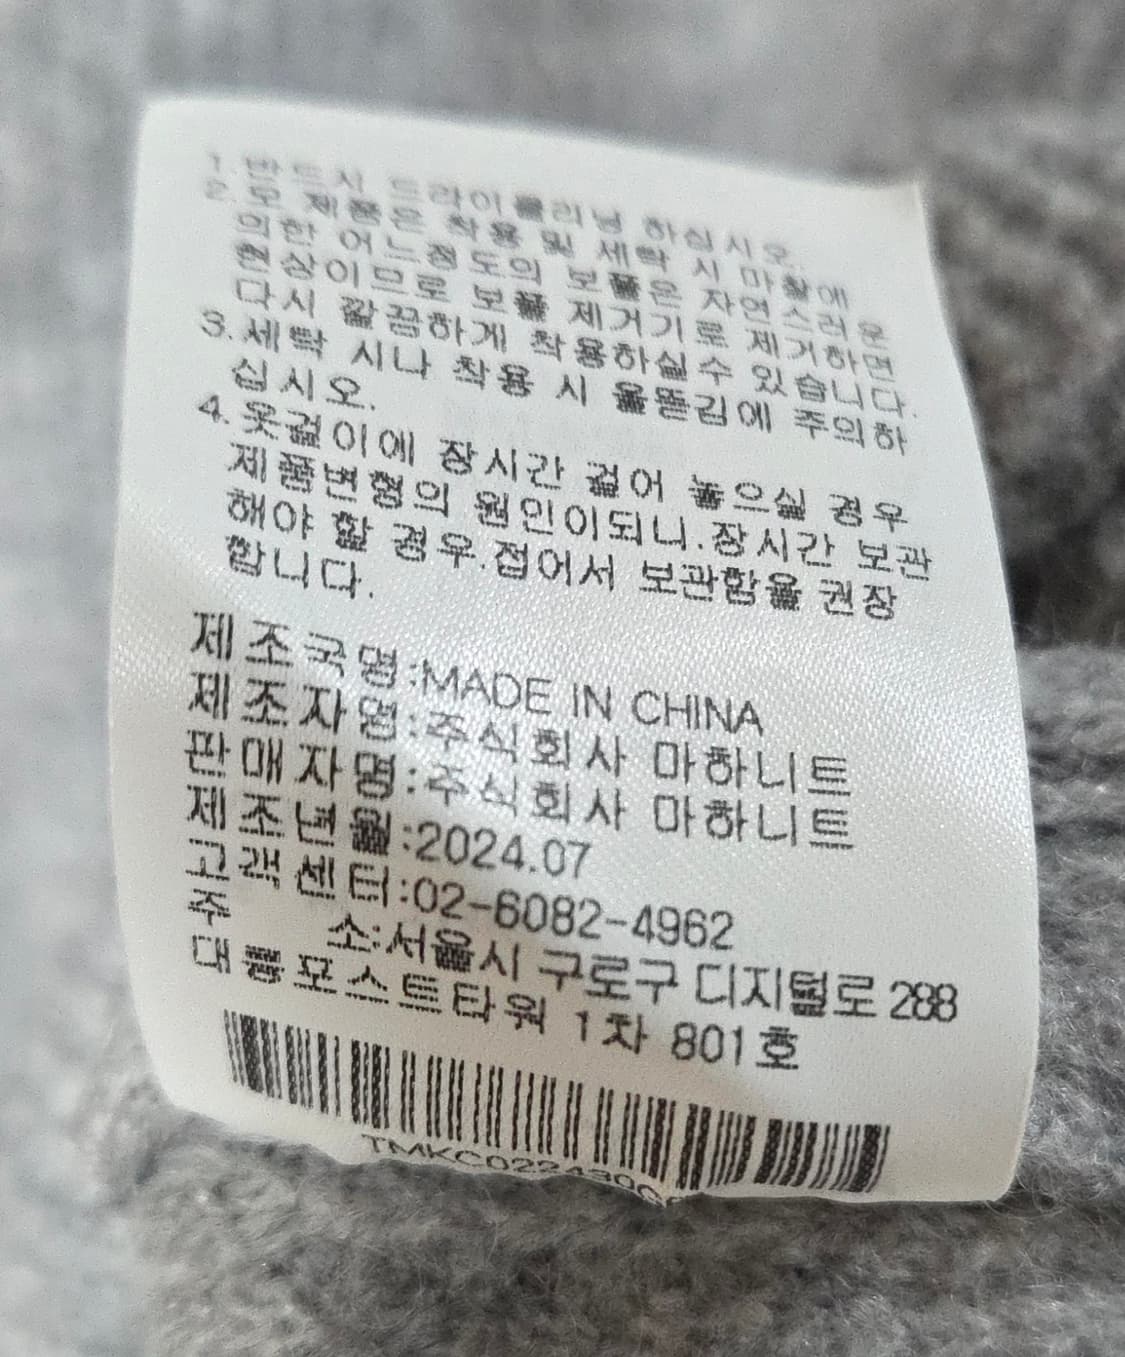 1.반드시 드라이클리닝 하십시오.
2.모 제품은 착용 및 세탁 시 마찰에
의한 어느정도의 보풀은 자연스러운
현상이므로 보풀 제거기로 제거하면
다시 깔끔하게 착용하실수 있습니다.
3.세탁 시나 착용 시 올뜯김에 주의하
십시오.
4.옷걸이에 장시간 걸어 놓으실 경우
제품변형의 원인이되니.장시간 보관
해야 할 경우.접어서 보관함을 권장
합니다.
제조국명:MADE IN CHINA
제조자명:주식회사 마하니트
판매자명:주식회사 마하니트
제조년월:2024.07
고객센터:02-6082-4962
주 소:서울시 구로구 디지털로 288
대륭포스트타워 1차 801호